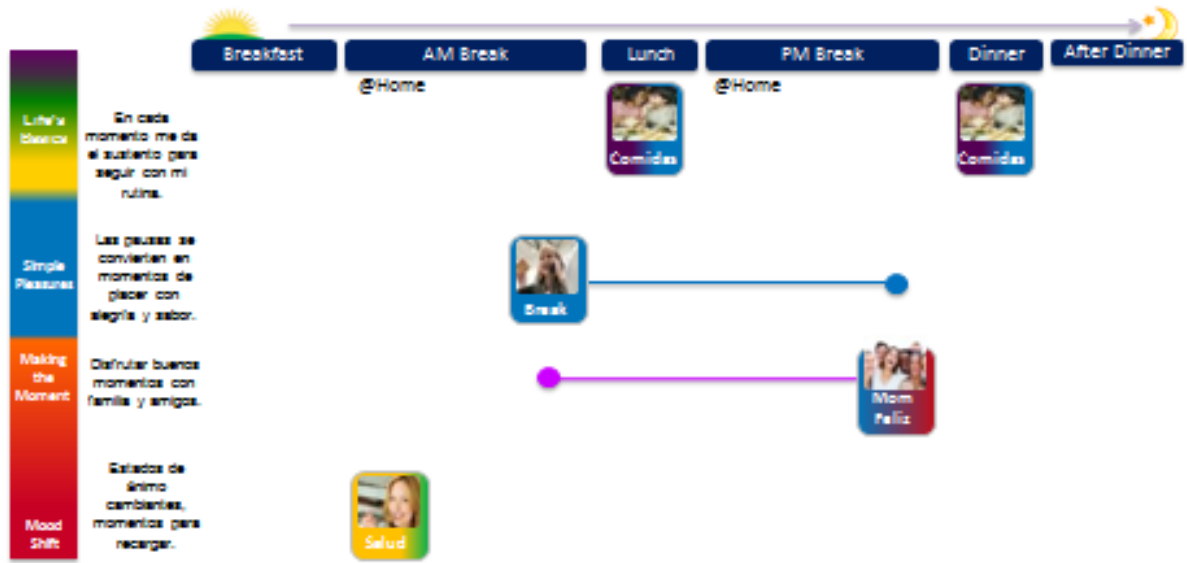 Breakfast
AM Break
Lunch
PM Break
Dinner
After Dinner
@Home
@Home
Life's
Basics
En cada
momento me da
el sustento para
seguir con mi
rutina.
Comidas
Comidas
Simple
Pleasures
Las pausas se
convierten en
momentos de
placer con
alegría y sabor.
Break
Making
the
Moment
Disfrutar buenos
momentos con
familia y amigos.
Mom
Feliz
Mood
Shift
Estados de
ánimo
cambiantes,
momentos para
recargar.
Salud